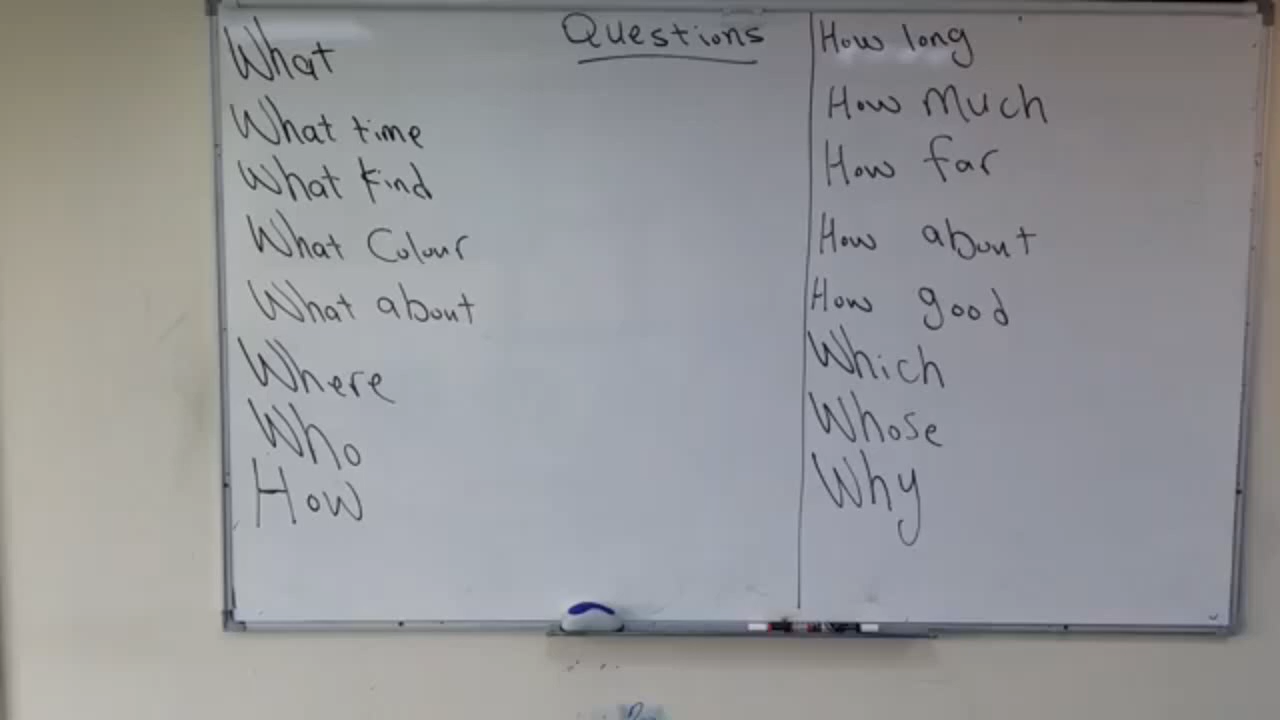 Questions
What
What time
What kind
What Colour
What about
Where
Who
How
How long
How much
How far
How about
How good
Which
Whose
Why